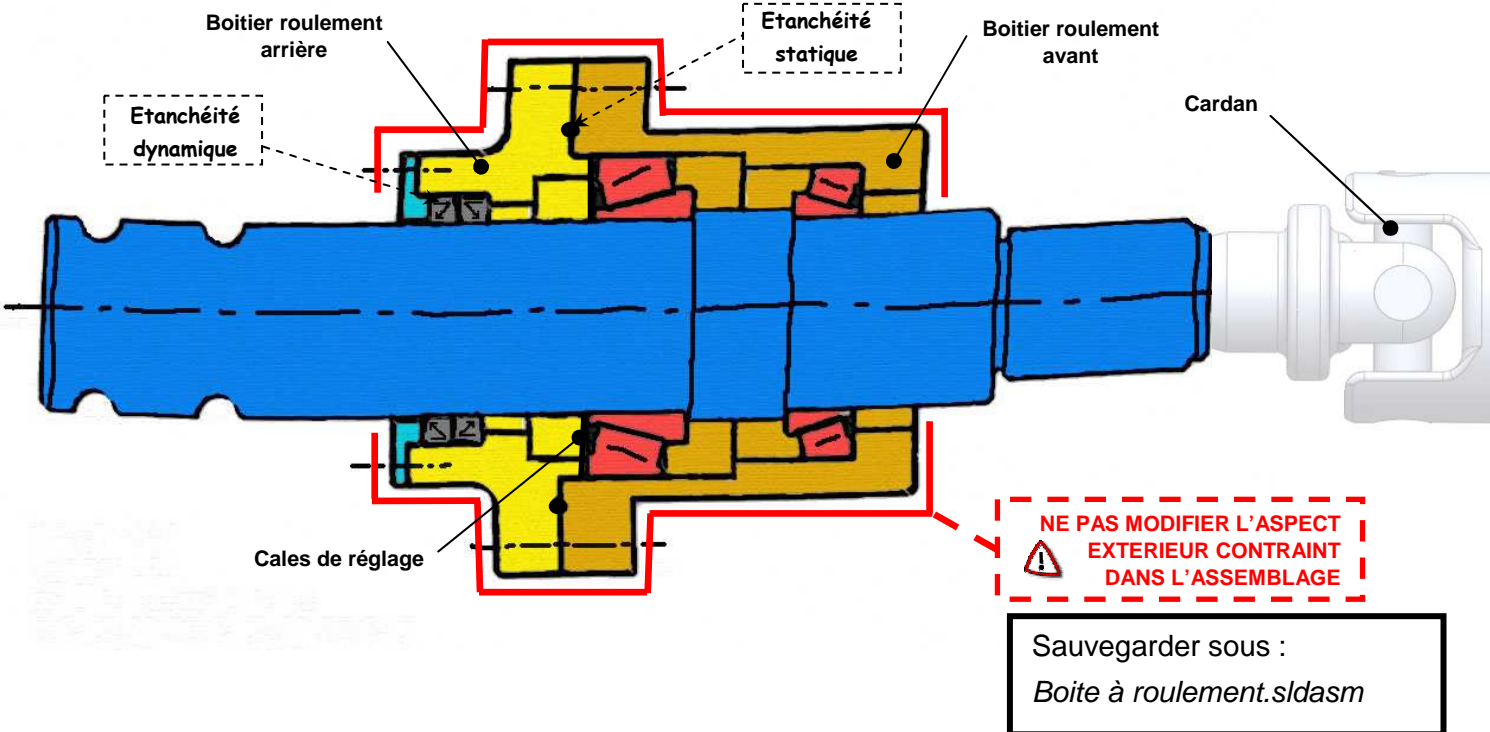 Boitier roulement
arrière
Etanchéité
statique
Boitier roulement
avant
Etanchéité
dynamique
Cardan
Cales de réglage
NE PAS MODIFIER L’ASPECT
EXTERIEUR CONTRAINT
DANS L’ASSEMBLAGE
Sauvegarder sous :
Boite à roulement.sldasm